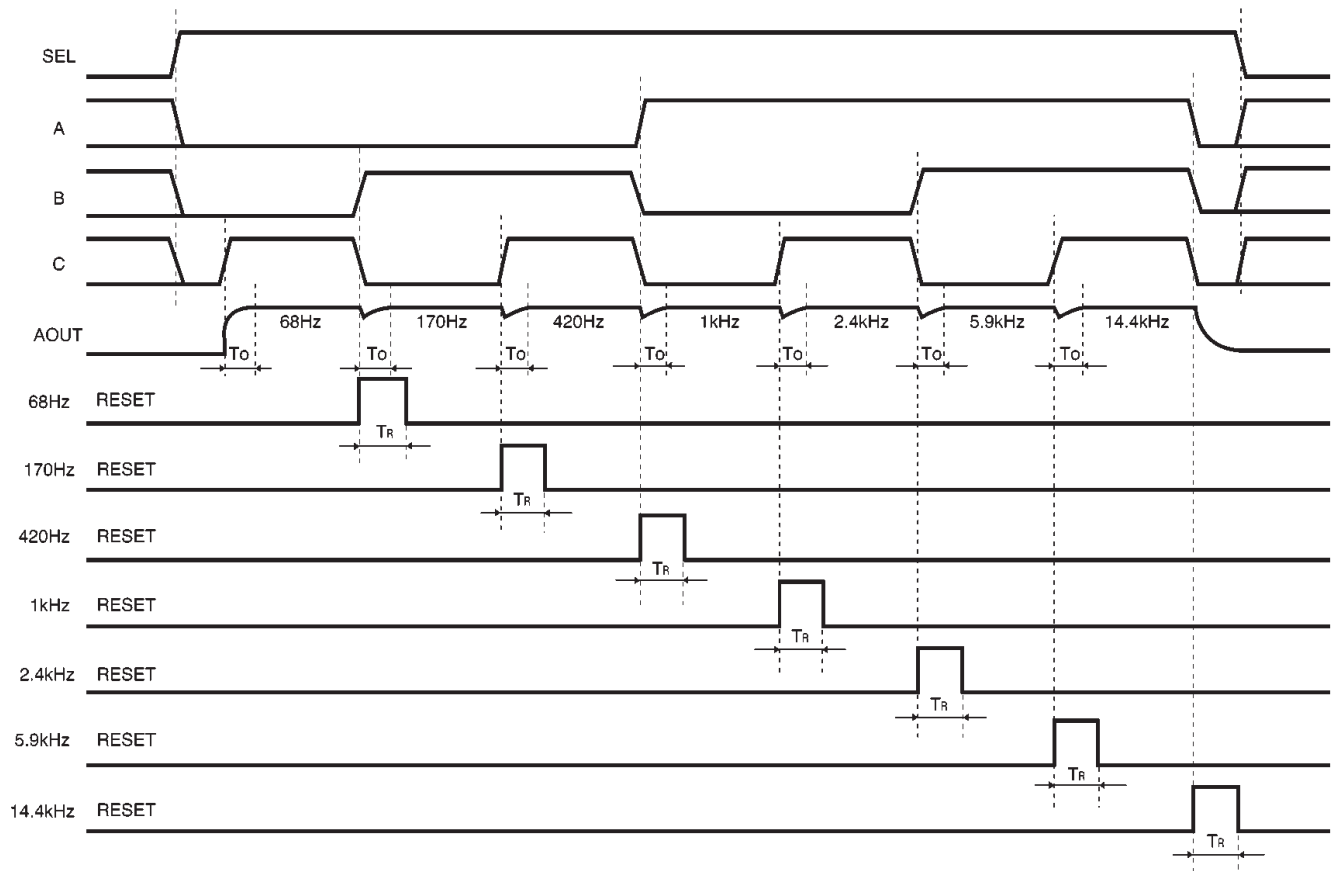 SEL
A
B
C
AOUT
68Hz 170Hz 420Hz 1kHz 2.4kHz 5.9kHz 14.4kHz
To To To To To To To
68Hz RESET
TR
170Hz RESET
TR
420Hz RESET
TR
1kHz RESET
TR
2.4kHz RESET
TR
5.9kHz RESET
TR
14.4kHz RESET
TR